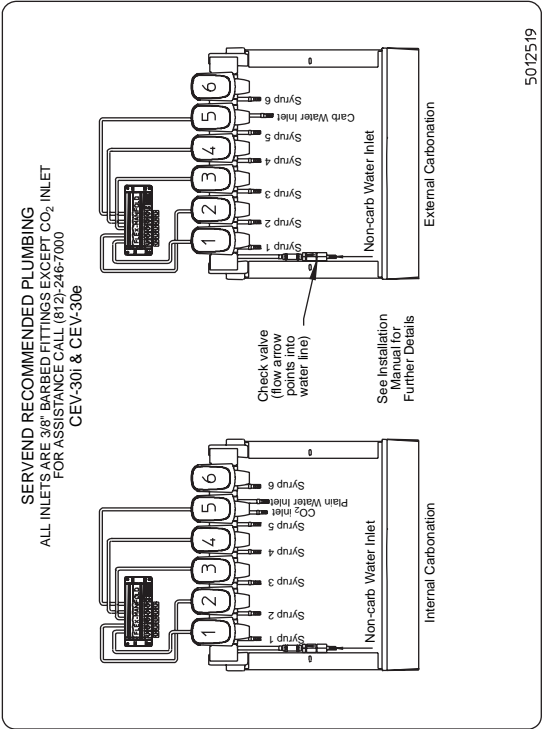 SERVEND RECOMMENDED PLUMBING
ALL INLETS ARE 3/8" BARBED FITTINGS EXCEPT CO₂ INLET
FOR ASSISTANCE CALL (812)-246-7000
CEV-30i & CEV-30e
FLEX MANIFOLD
1
2
3
4
5
6
Syrup 1
Syrup 2
Syrup 3
Syrup 4
Syrup 5
CO₂ inlet
Plain Water Inlet
Syrup 6
Non-carb Water Inlet
Internal Carbonation
Check valve
(flow arrow
points into
water line)
See Installation
Manual for
Further Details
FLEX MANIFOLD
1
2
3
4
5
6
Syrup 1
Syrup 2
Syrup 3
Syrup 4
Syrup 5
Carb Water Inlet
Syrup 6
Non-carb Water Inlet
External Carbonation
5012519